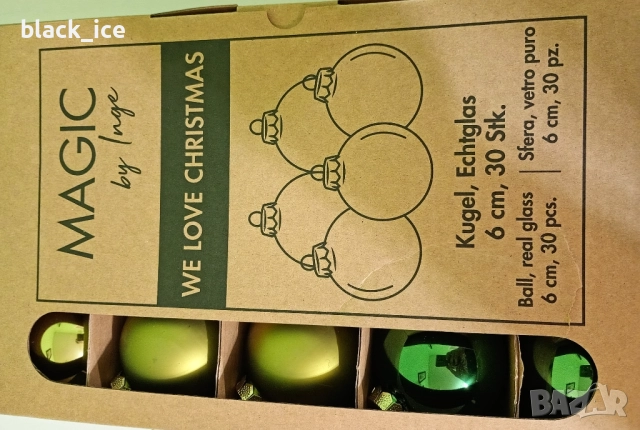 black_ice
MAGIC
by Inge
WE LOVE CHRISTMAS
Kugel, Echtglas
6 cm, 30 Stk.
Ball, real glass | Sfera, vetro puro
6 cm, 30 pcs. | 6 cm, 30 pz.
BAZAR